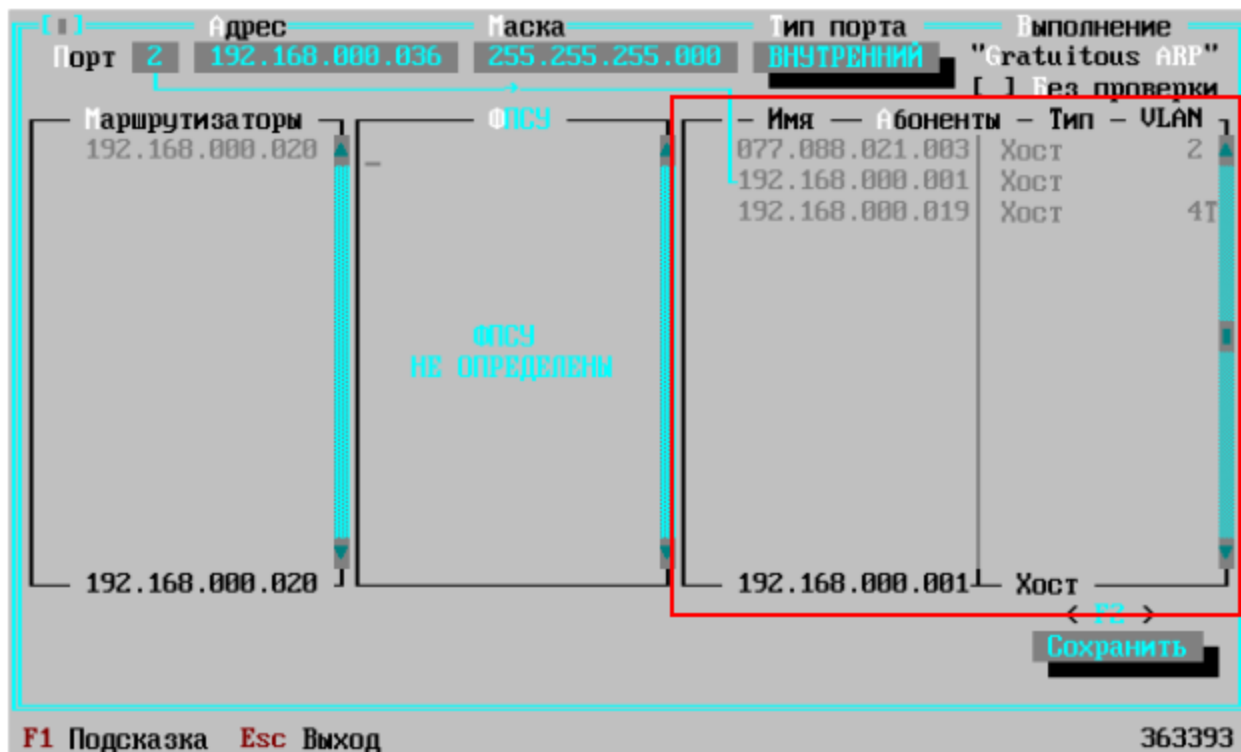 [ ] Адрес Маска Тип порта Выполнение
Порт 2 192.168.000.036 255.255.255.000 ВНУТРЕННИЙ "Gratuitous ARP"
[ ] Без проверки
Маршрутизаторы ФПСУ Имя Абоненты Тип VLAN
192.168.000.020 077.088.021.003 Хост 2
192.168.000.001 Хост
192.168.000.019 Хост 4T
ФПСУ
НЕ ОПРЕДЕЛЕНЫ
192.168.000.020 192.168.000.001 Хост
< F2 >
Сохранить
F1 Подсказка Esc Выход 363393